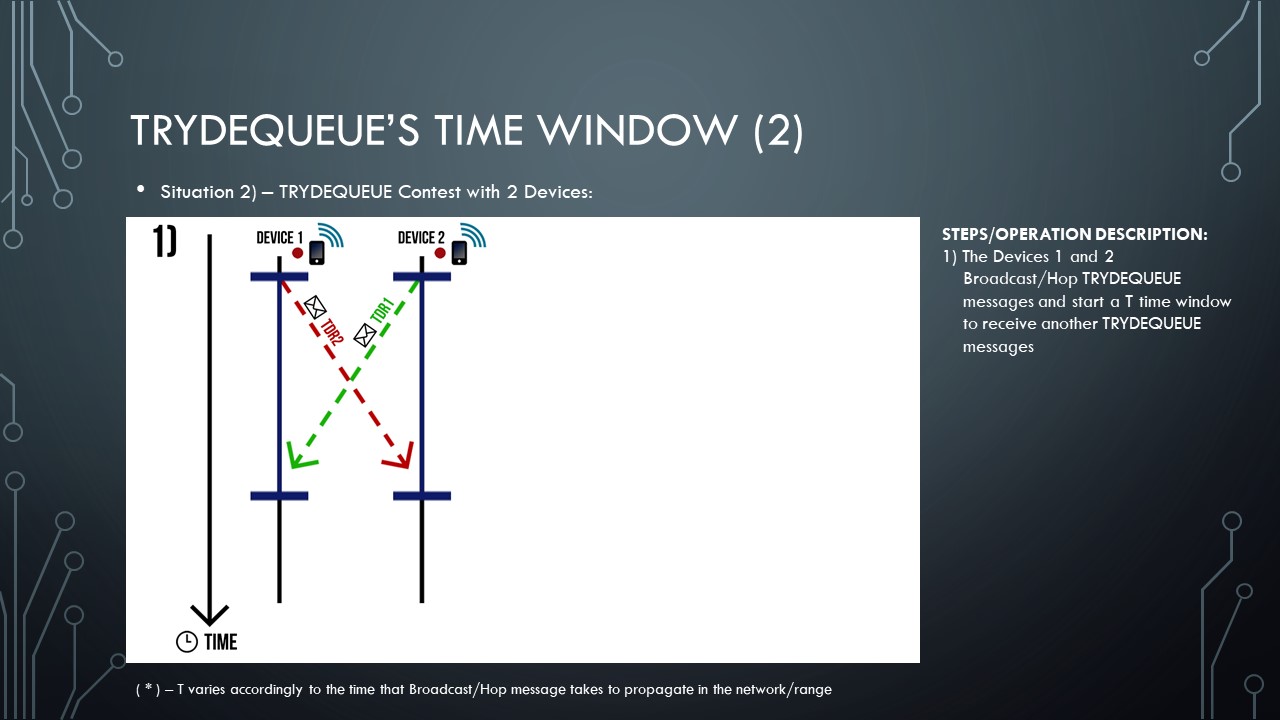 TRYDEQUEUE’S TIME WINDOW (2)
• Situation 2) – TRYDEQUEUE Contest with 2 Devices:
1)
DEVICE 1
DEVICE 2
TDR2
TDR1
TIME
STEPS/OPERATION DESCRIPTION:
1) The Devices 1 and 2
Broadcast/Hop TRYDEQUEUE
messages and start a T time window
to receive another TRYDEQUEUE
messages
( * ) – T varies accordingly to the time that Broadcast/Hop message takes to propagate in the network/range